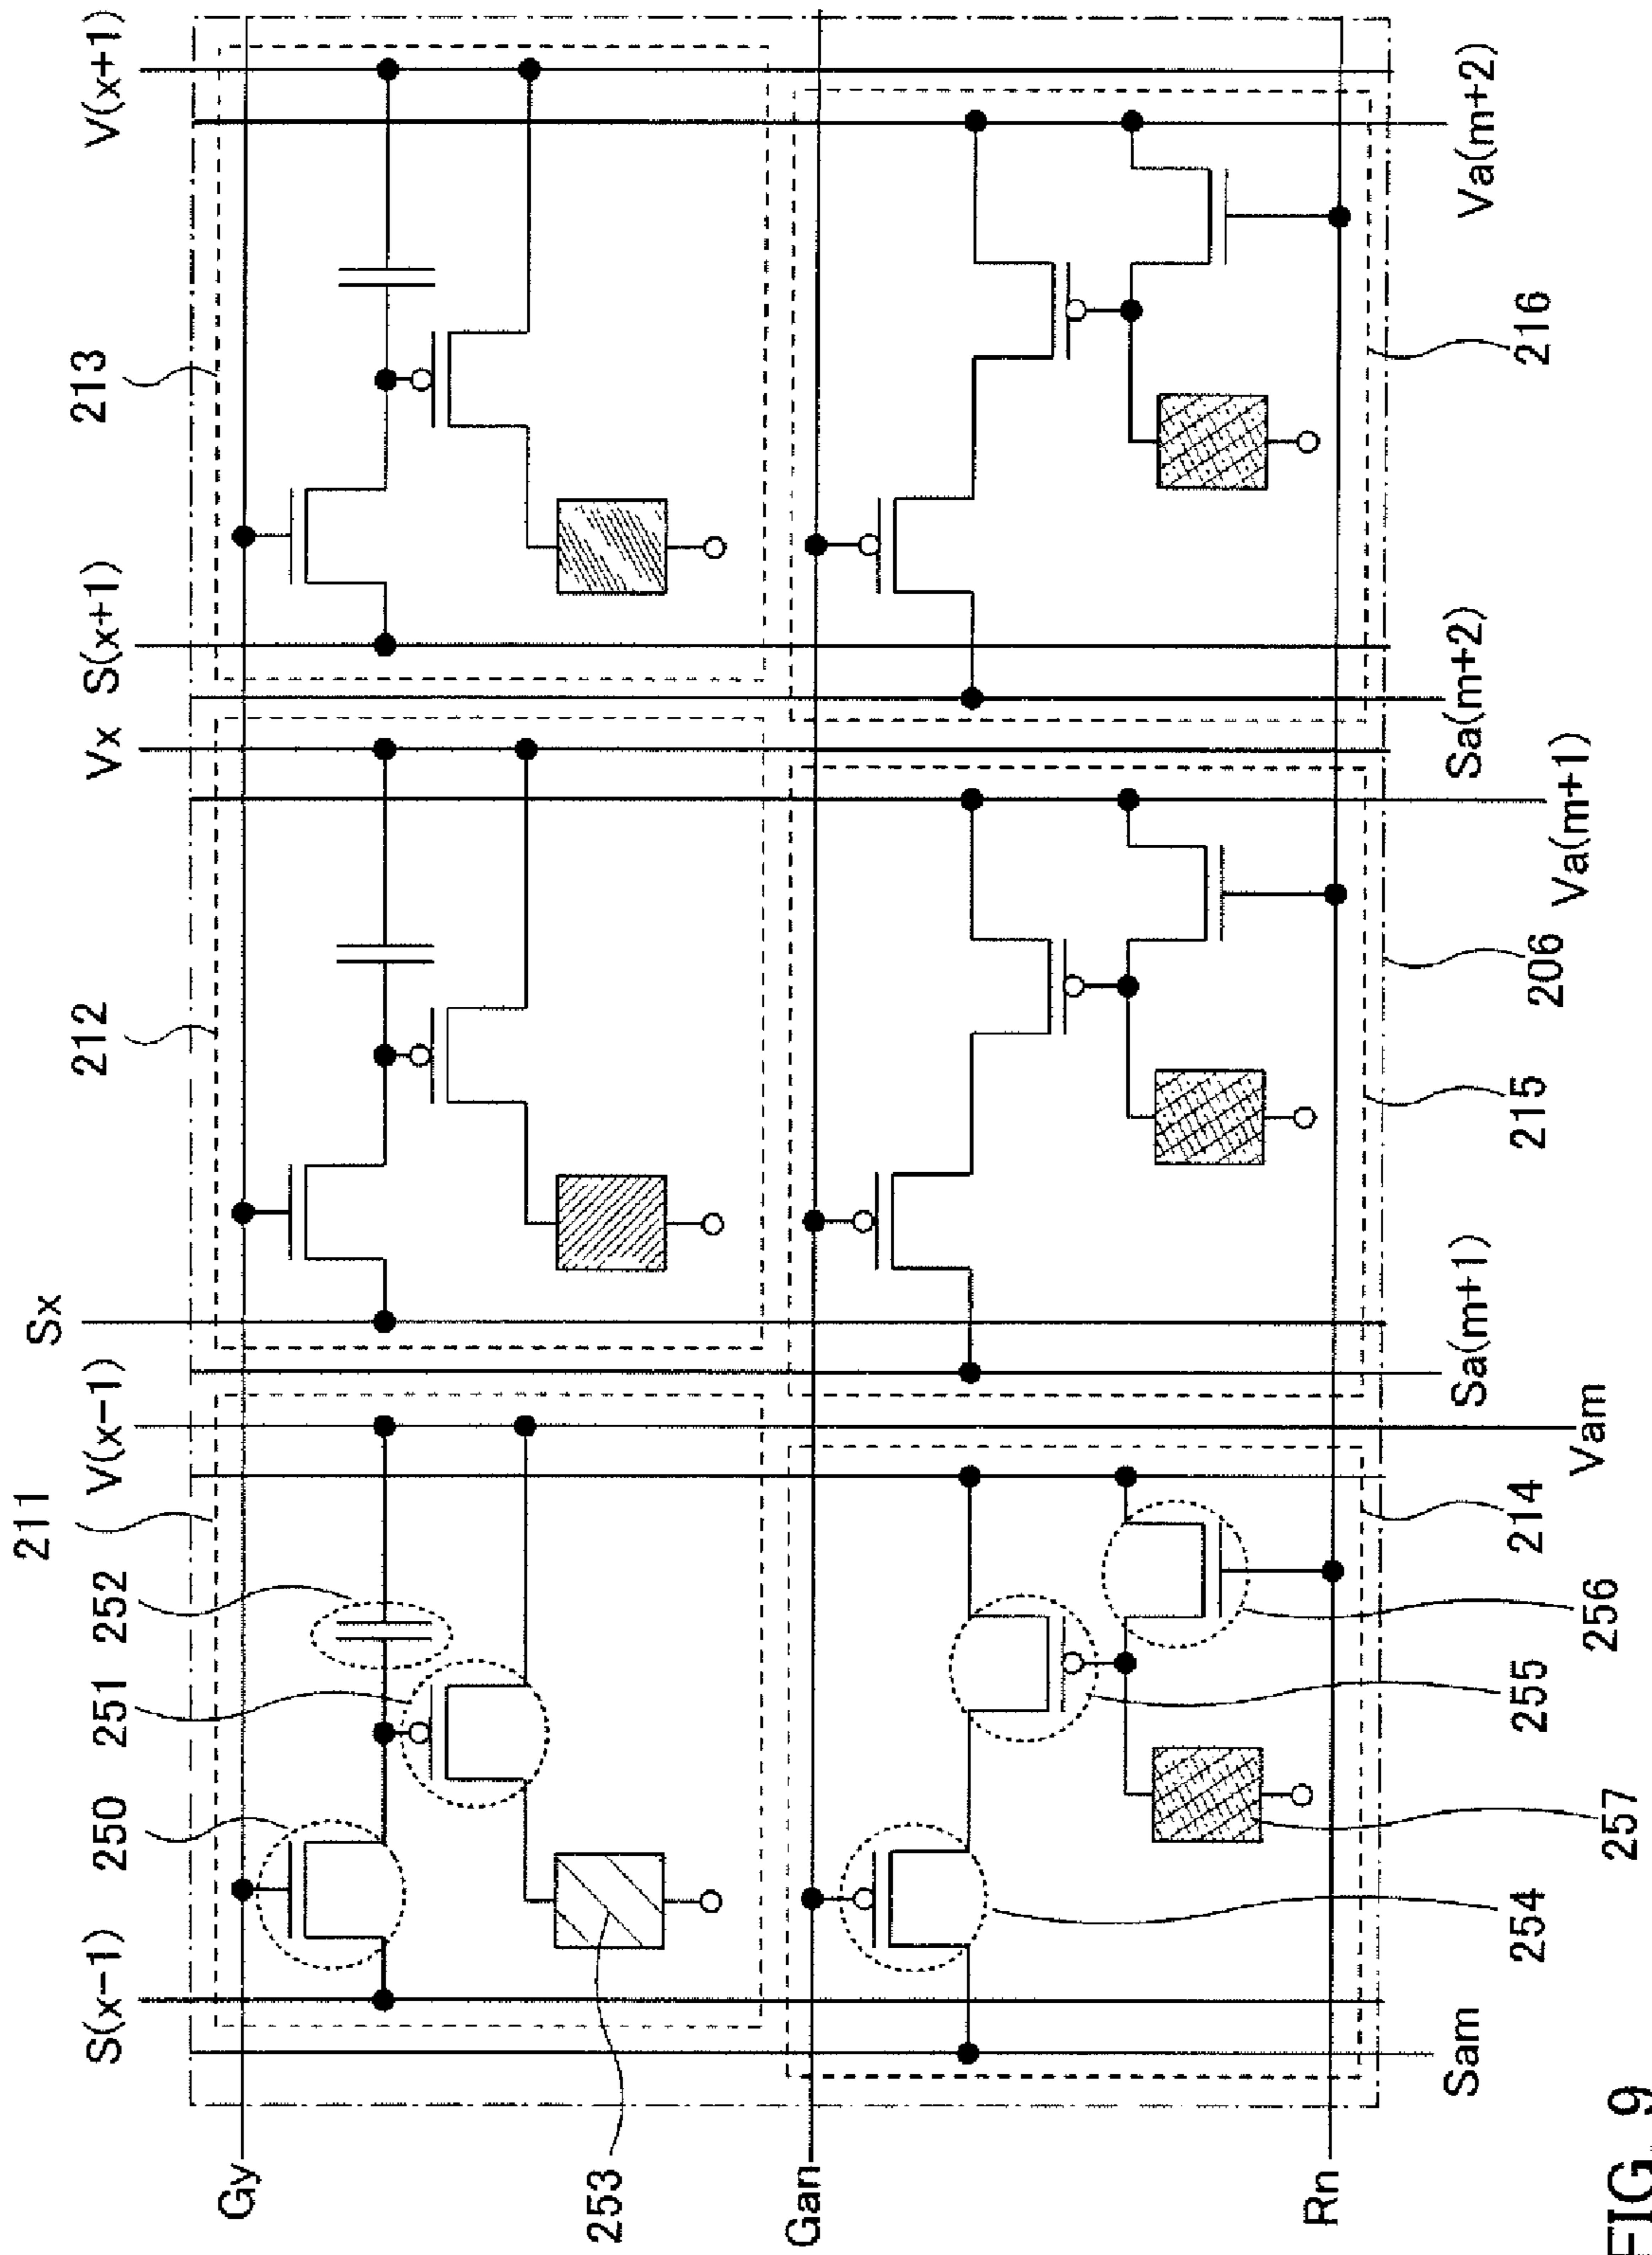 211
V(x−1)
Sx
212
Vx
S(x+1)
213
V(x+1)
S(x−1)
250
251
252
Gy
253
Gan
Rn
Sam
254
257
255
256
214
Vam
Sa(m+1)
215
206
Va(m+1)
Sa(m+2)
216
Va(m+2)
FIG. 9